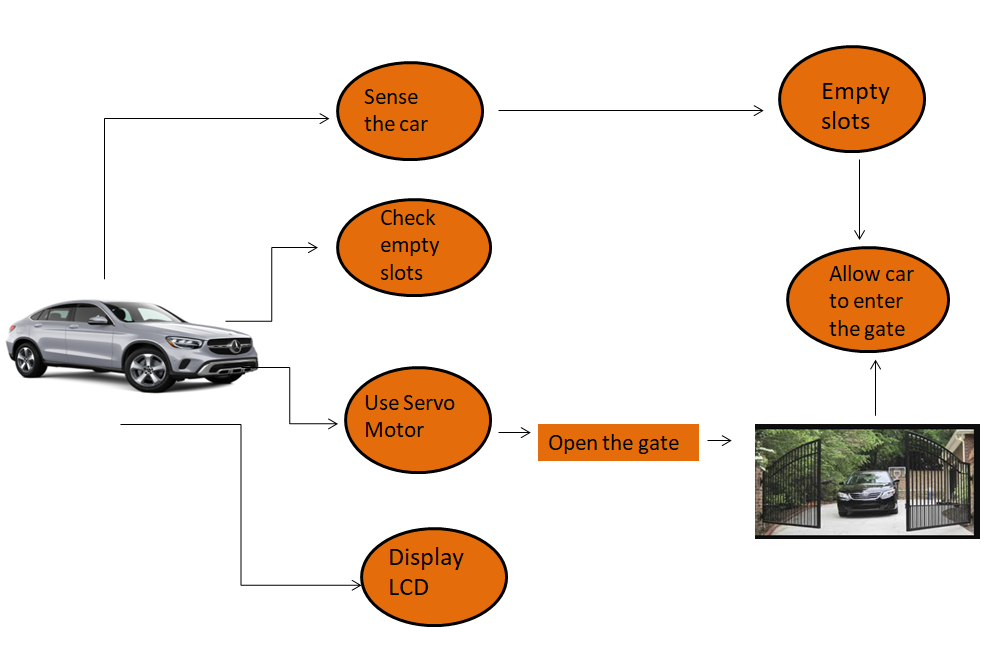 Sense
the car
Empty
slots
Check
empty
slots
Allow car
to enter
the gate
Use Servo
Motor
Open the gate
Display
LCD